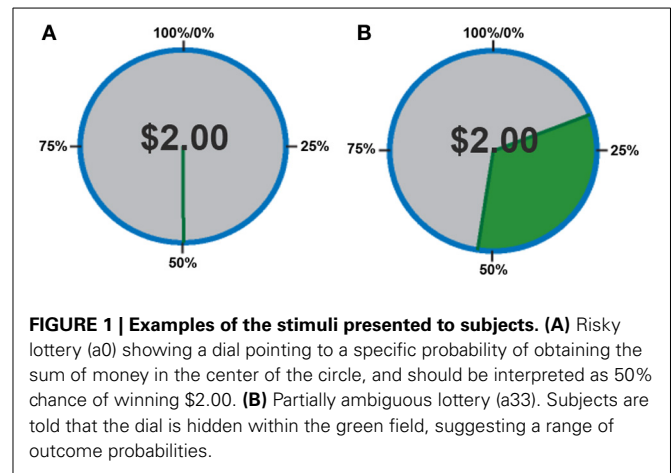 A
100%/0%
$2.00
75%
25%
50%
B
100%/0%
$2.00
75%
25%
50%
FIGURE 1 | Examples of the stimuli presented to subjects. (A) Risky
lottery (a0) showing a dial pointing to a specific probability of obtaining the
sum of money in the center of the circle, and should be interpreted as 50%
chance of winning $2.00. (B) Partially ambiguous lottery (a33). Subjects are
told that the dial is hidden within the green field, suggesting a range of
outcome probabilities.